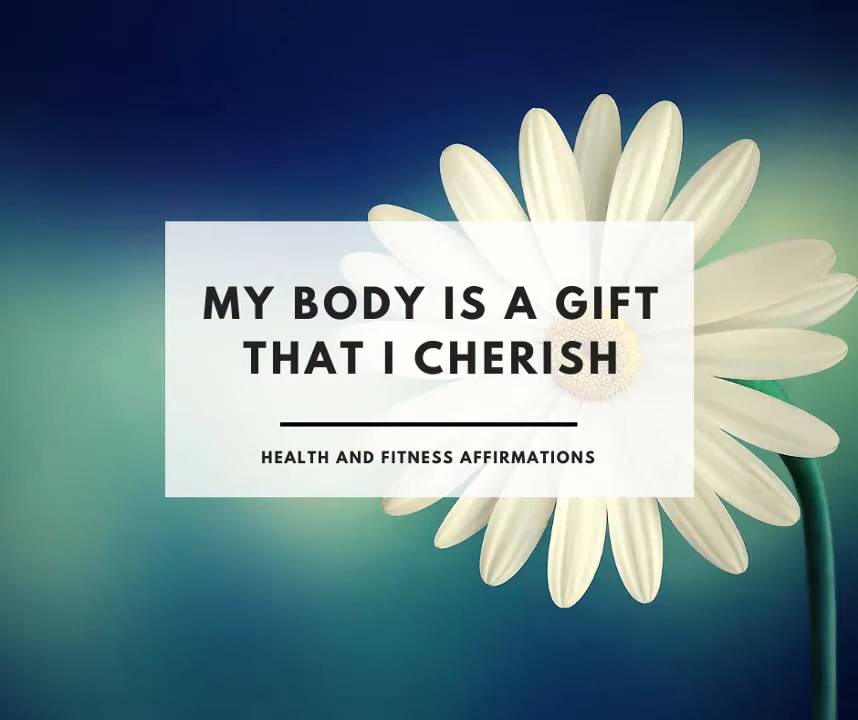 MY BODY IS A GIFT
THAT I CHERISH
HEALTH AND FITNESS AFFIRMATIONS